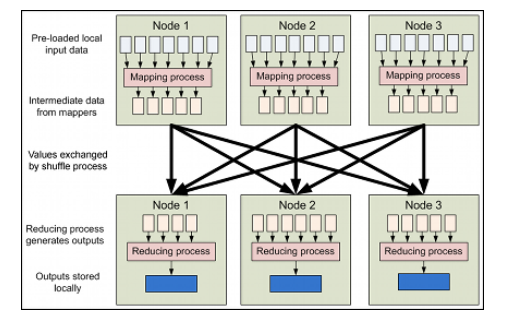 Node 1
Node 2
Node 3
Pre-loaded local
input data
Mapping process
Mapping process
Mapping process
Intermediate data
from mappers
Values exchanged
by shuffle process
Node 1
Node 2
Node 3
Reducing process
generates outputs
Reducing process
Reducing process
Reducing process
Outputs stored
locally